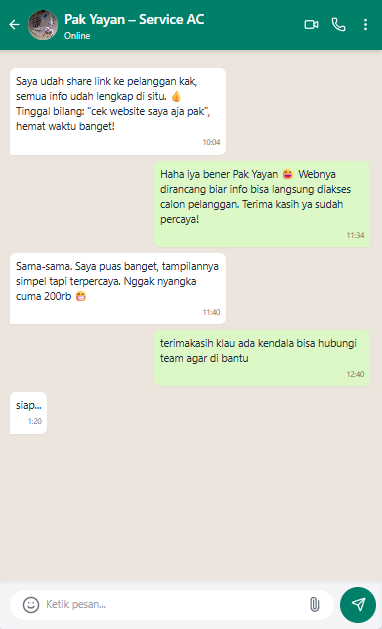 Pak Yayan – Service AC
Online
Saya udah share link ke pelanggan kak,
semua info udah lengkap di situ. 👍
Tinggal bilang: "cek website saya aja pak",
hemat waktu banget!
10:04
Haha iya bener Pak Yayan 😄 Webnya
dirancang biar info bisa langsung diakses
calon pelanggan. Terima kasih ya sudah
percaya!
11:34
Sama-sama. Saya puas banget, tampilannya
simpel tapi terpercaya. Nggak nyangka
cuma 200rb 😁
11:40
terimakasih klau ada kendala bisa hubungi
team agar di bantu
12:40
siap...
1:20
Ketik pesan...